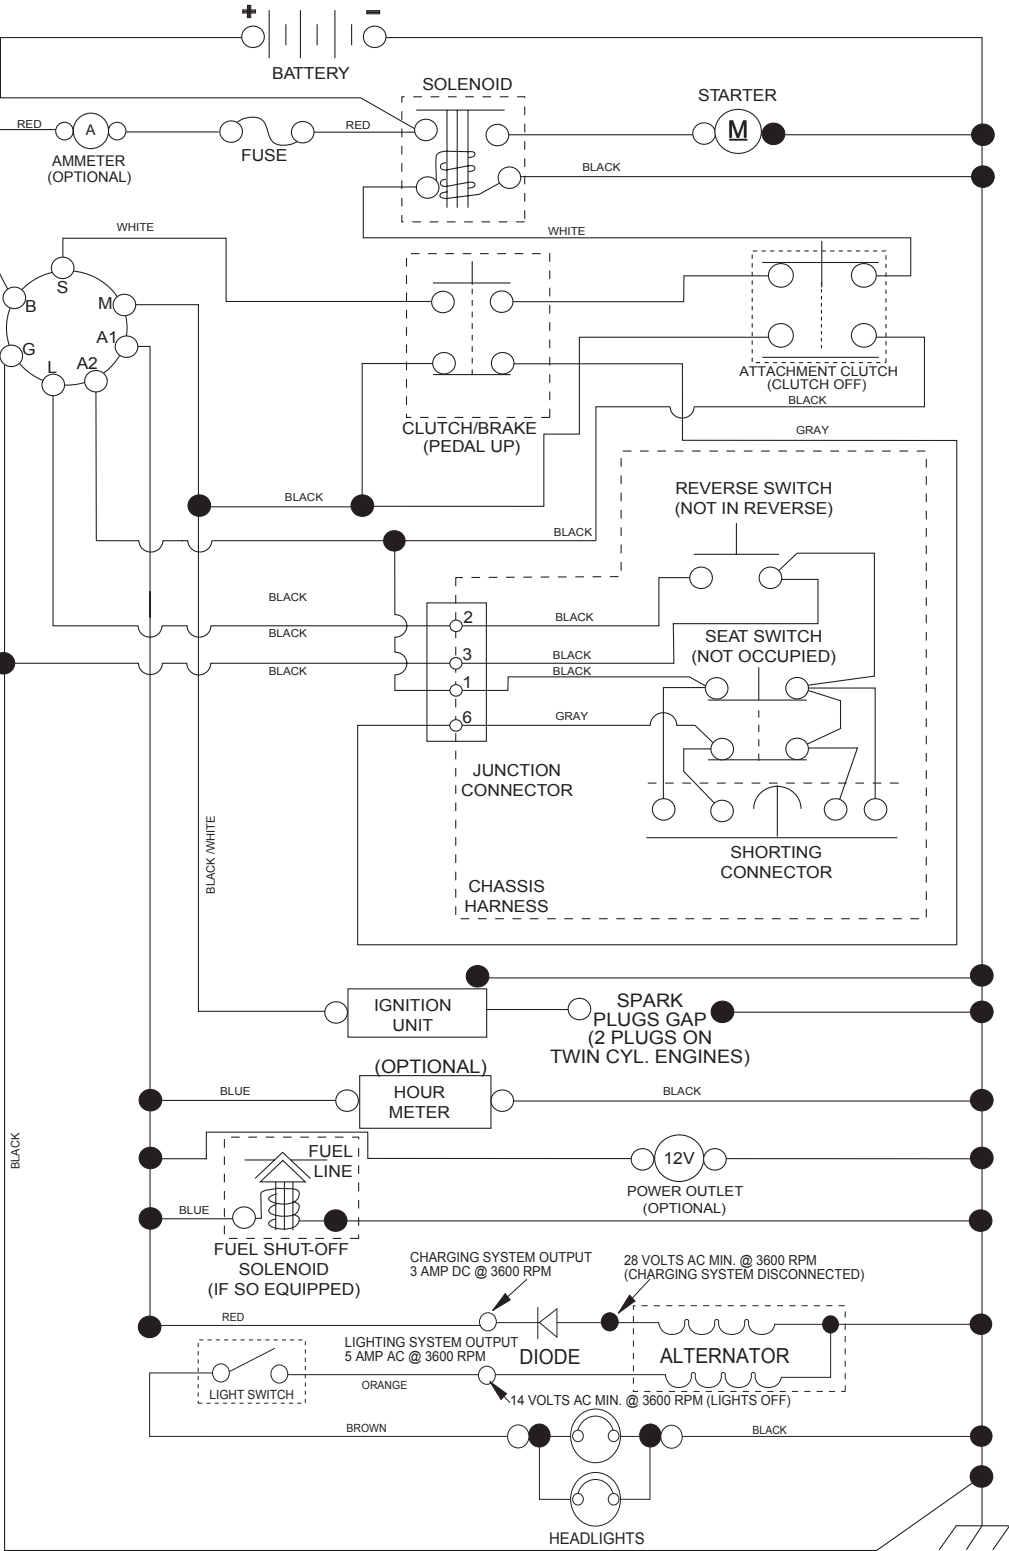 + -
BATTERY
SOLENOID
STARTER
RED
A
RED
M
AMMETER
(OPTIONAL)
FUSE
BLACK
WHITE
WHITE
S
B
M
A1
G
L
A2
ATTACHMENT CLUTCH
(CLUTCH OFF)
BLACK
CLUTCH/BRAKE
(PEDAL UP)
GRAY
REVERSE SWITCH
(NOT IN REVERSE)
BLACK
BLACK
BLACK
2
BLACK
BLACK
SEAT SWITCH
(NOT OCCUPIED)
3
BLACK
BLACK
1
BLACK
6
GRAY
JUNCTION
CONNECTOR
BLACK /WHITE
SHORTING
CONNECTOR
CHASSIS
HARNESS
IGNITION
UNIT
SPARK
PLUGS GAP
(2 PLUGS ON
TWIN CYL. ENGINES)
(OPTIONAL)
HOUR
METER
BLUE
BLACK
BLACK
FUEL
LINE
12V
POWER OUTLET
(OPTIONAL)
BLUE
FUEL SHUT-OFF
SOLENOID
(IF SO EQUIPPED)
CHARGING SYSTEM OUTPUT
3 AMP DC @ 3600 RPM
28 VOLTS AC MIN. @ 3600 RPM
(CHARGING SYSTEM DISCONNECTED)
RED
LIGHTING SYSTEM OUTPUT
5 AMP AC @ 3600 RPM
DIODE
ALTERNATOR
LIGHT SWITCH
ORANGE
14 VOLTS AC MIN. @ 3600 RPM (LIGHTS OFF)
BROWN
BLACK
HEADLIGHTS